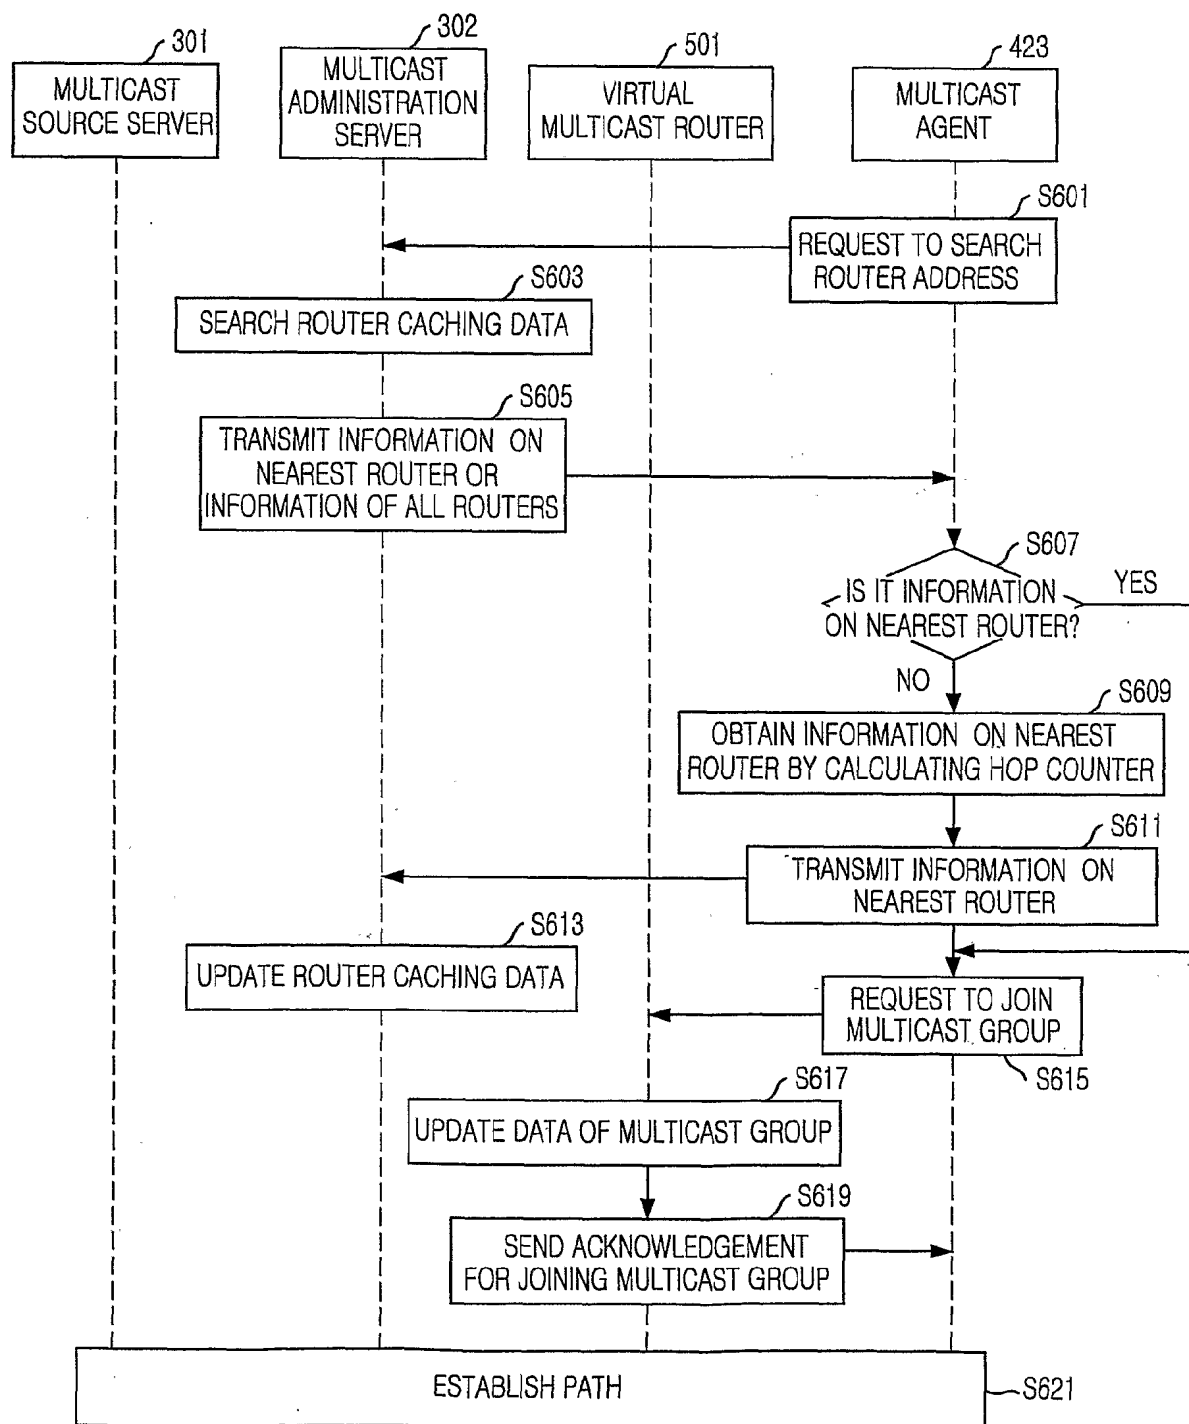 301
MULTICAST
SOURCE SERVER
302
MULTICAST
ADMINISTRATION
SERVER
501
VIRTUAL
MULTICAST ROUTER
423
MULTICAST
AGENT
S601
REQUEST TO SEARCH
ROUTER ADDRESS
S603
SEARCH ROUTER CACHING DATA
S605
TRANSMIT INFORMATION ON
NEAREST ROUTER OR
INFORMATION OF ALL ROUTERS
S607
IS IT INFORMATION
ON NEAREST ROUTER?
YES
NO
S609
OBTAIN INFORMATION ON NEAREST
ROUTER BY CALCULATING HOP COUNTER
S611
TRANSMIT INFORMATION ON
NEAREST ROUTER
S613
UPDATE ROUTER CACHING DATA
REQUEST TO JOIN
MULTICAST GROUP
S615
S617
UPDATE DATA OF MULTICAST GROUP
S619
SEND ACKNOWLEDGEMENT
FOR JOINING MULTICAST GROUP
ESTABLISH PATH
S621